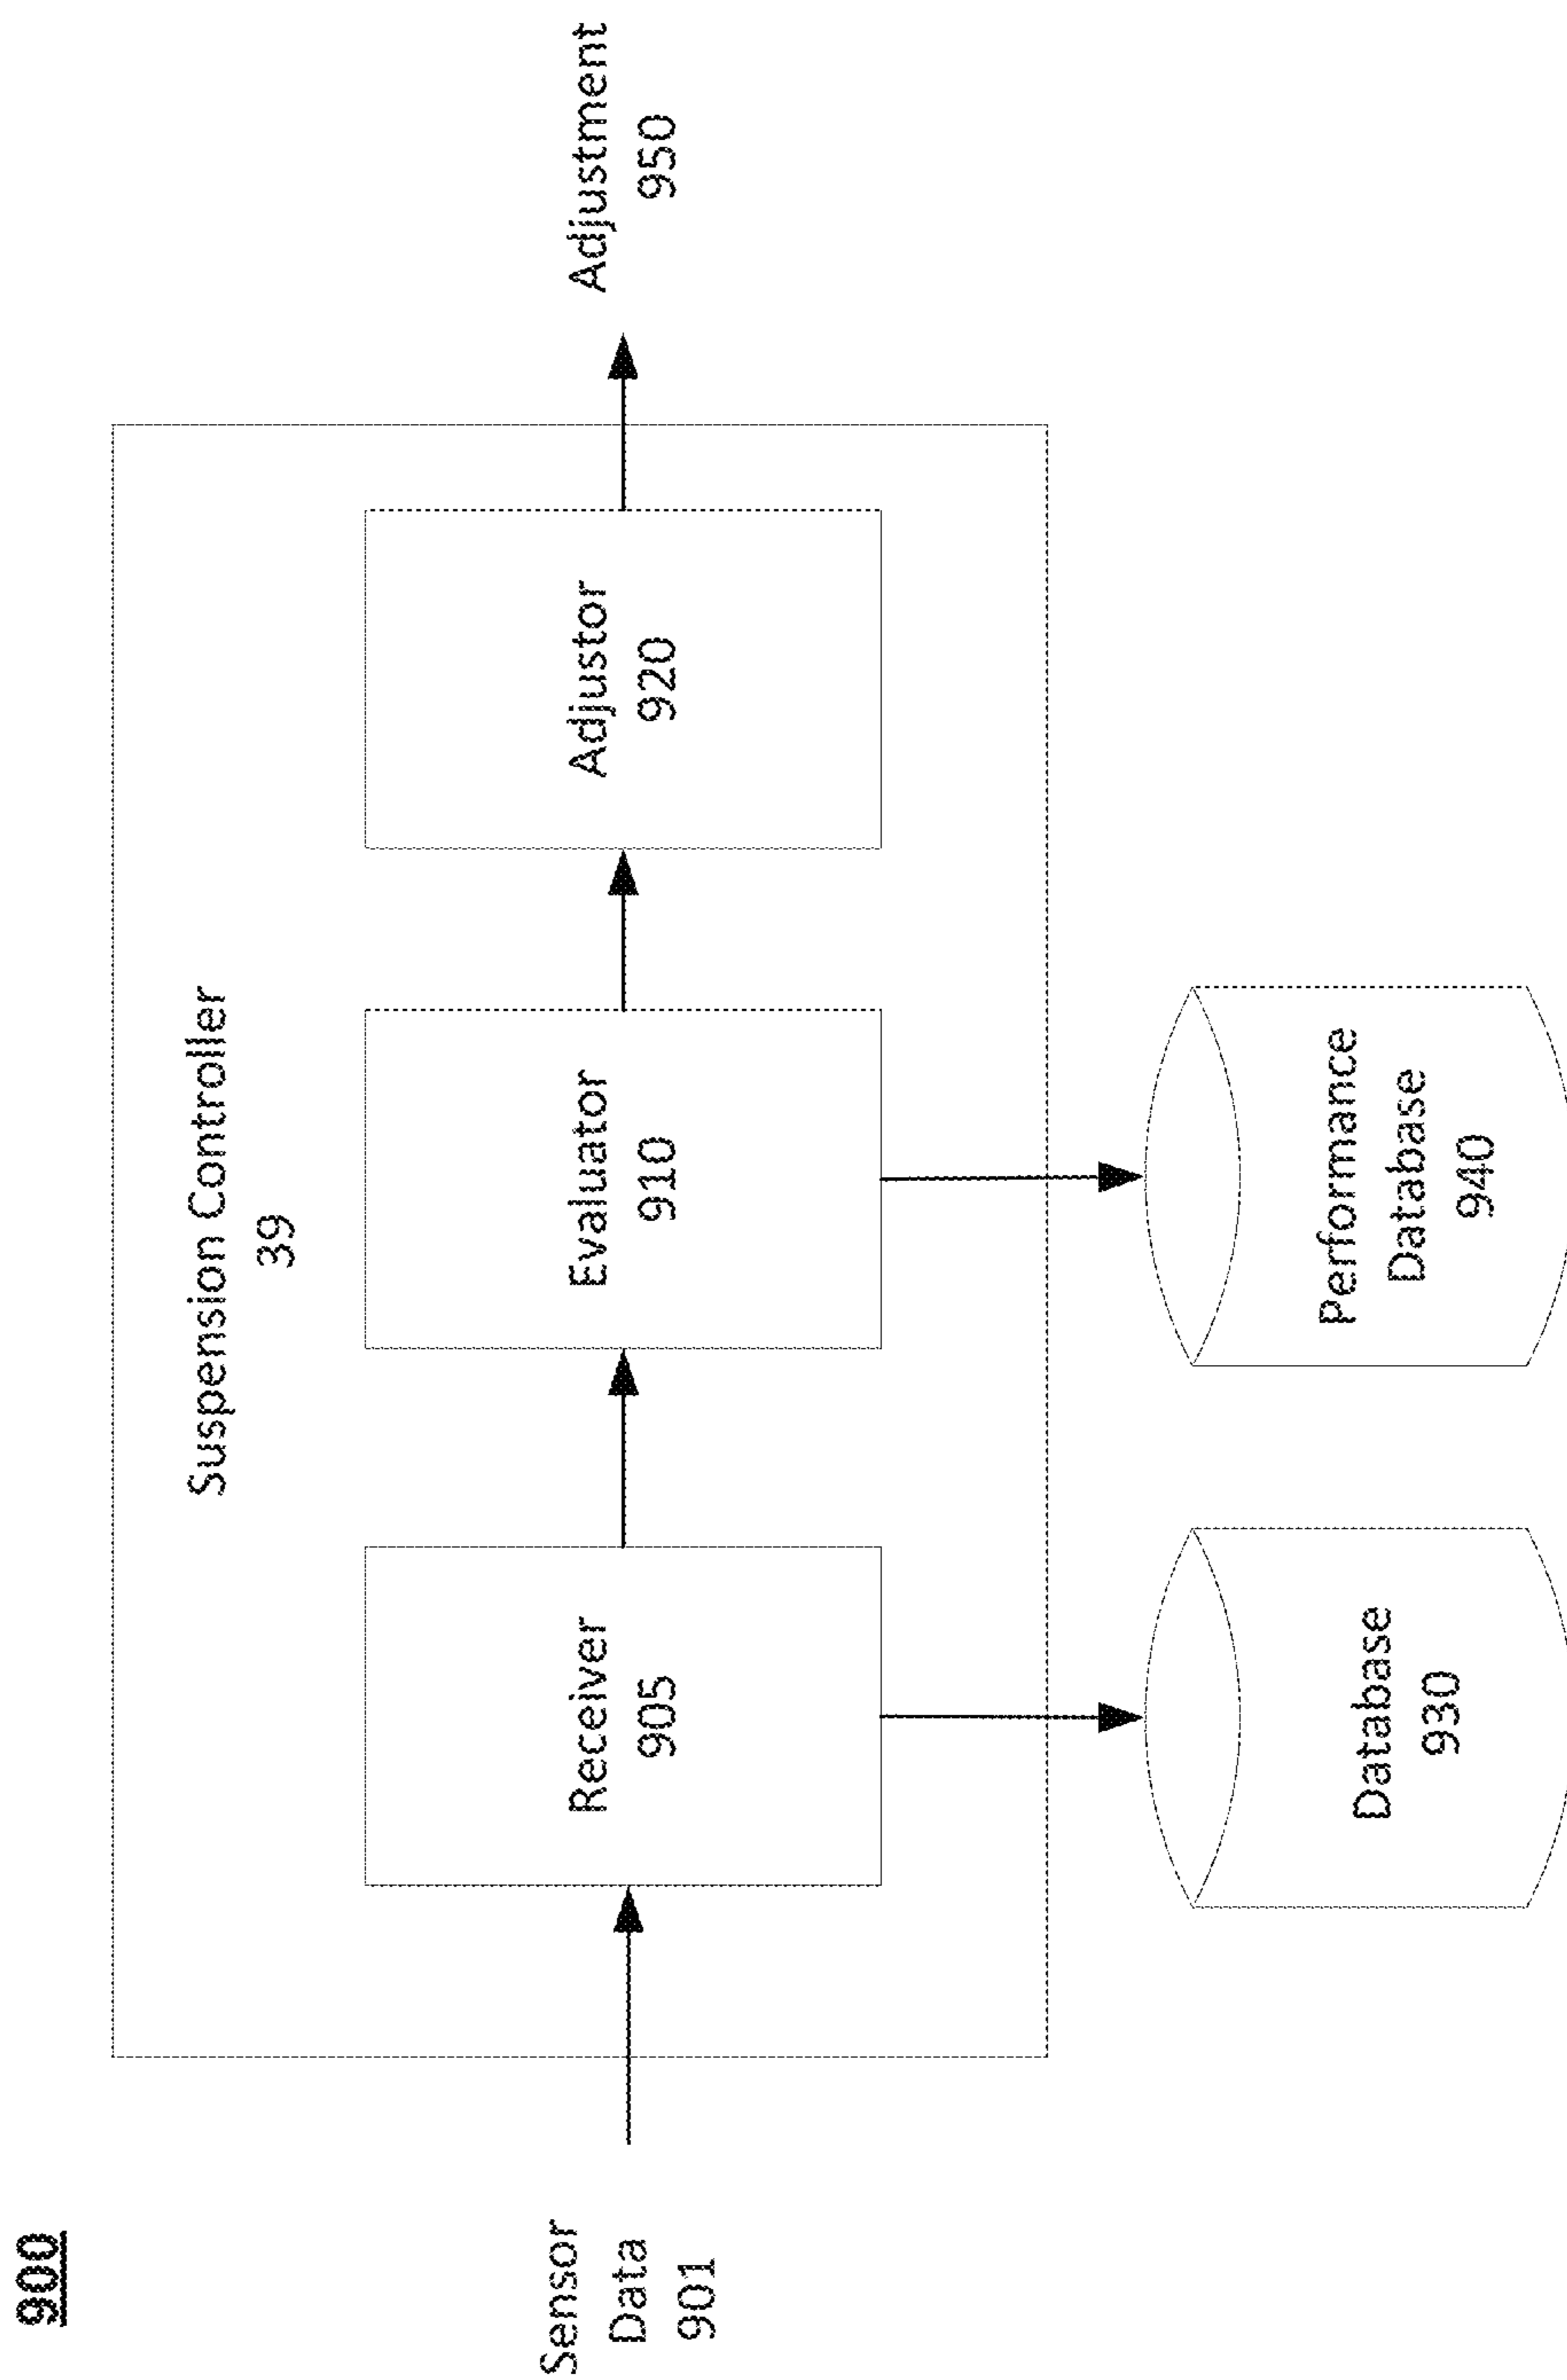 900
Suspension Controller
39
Sensor
Data
901
Receiver
905
Evaluator
910
Adjustor
920
Adjustment
950
Database
930
Performance
Database
940